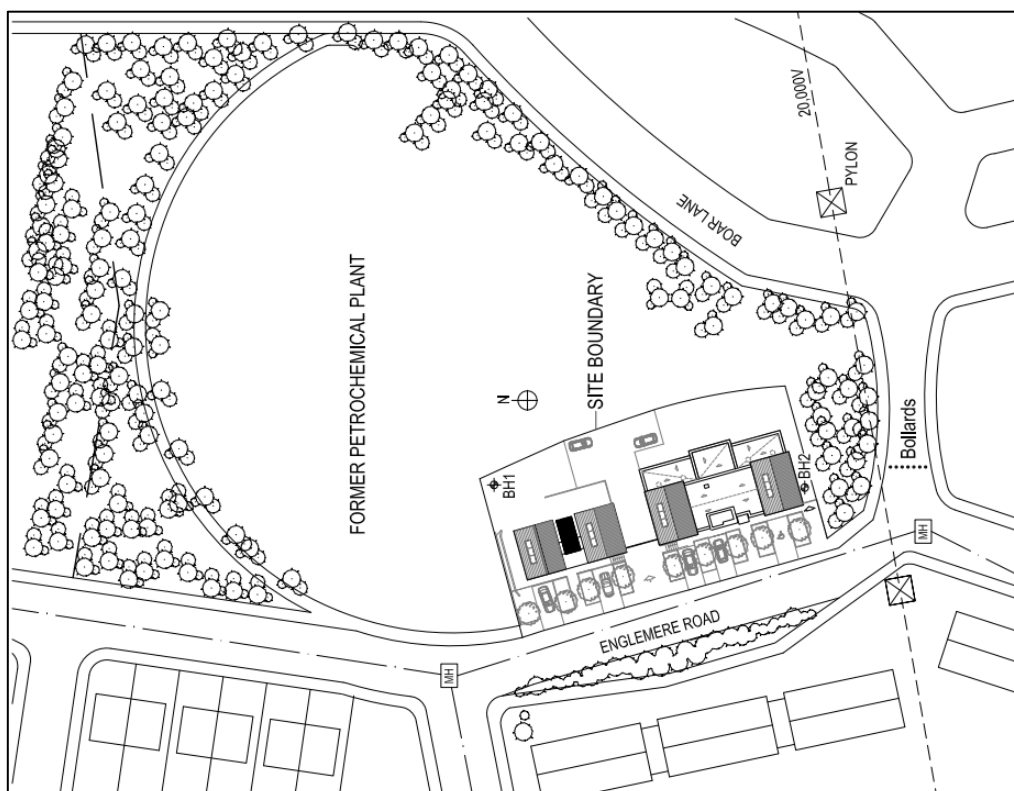 20,000V
PYLON
BOAR LANE
FORMER PETROCHEMICAL PLANT
SITE BOUNDARY
N
BH1
BH2
Bollards
MH
ENGLEMERE ROAD
MH